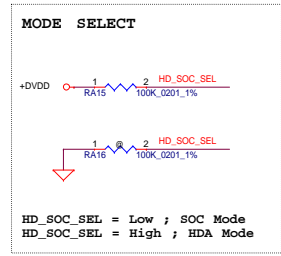 MODE SELECT
+DVDD 1 2 HD_SOC_SEL
RA15 100K_0201_1%
1 @ 2 HD_SOC_SEL
RA16 100K_0201_1%
HD_SOC_SEL = Low ; SOC Mode
HD_SOC_SEL = High ; HDA Mode